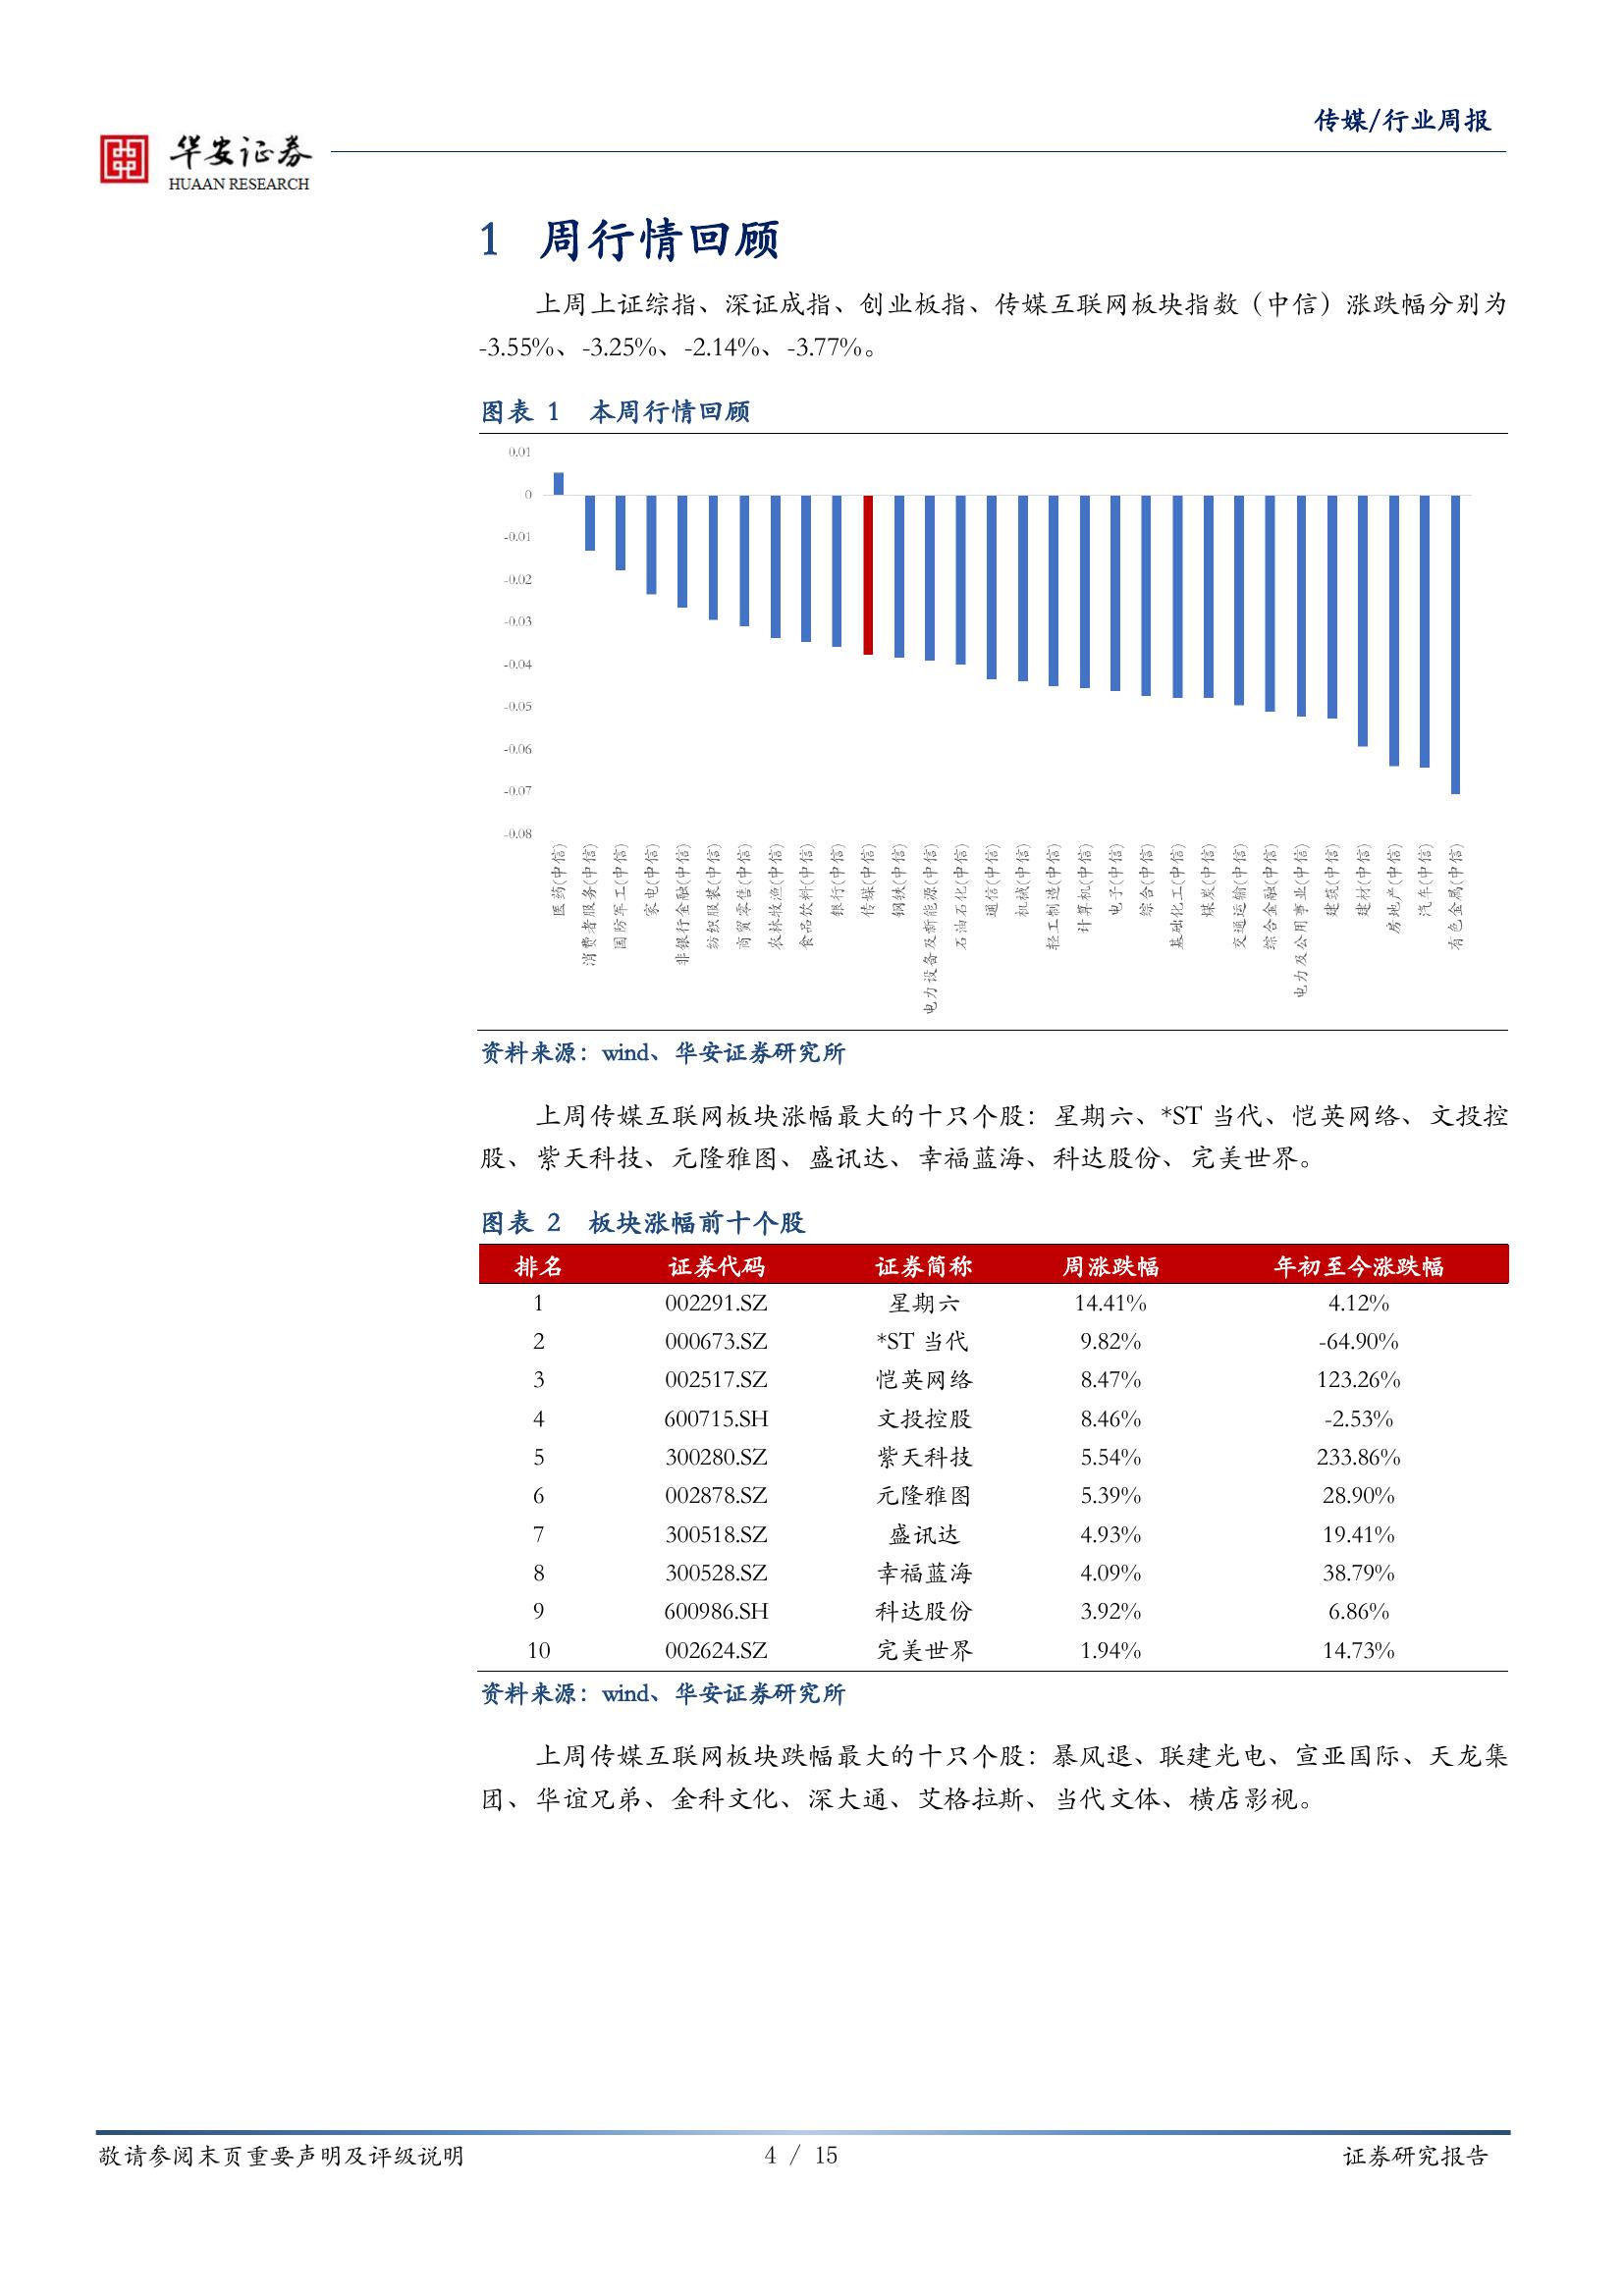 传媒/行业周报
华安证券
HUAAN RESEARCH
1 周行情回顾
上周上证综指、深证成指、创业板指、传媒互联网板块指数（中信）涨跌幅分别为
-3.55%、-3.25%、-2.14%、-3.77%。
图表 1 本周行情回顾
0.01
0
-0.01
-0.02
-0.03
-0.04
-0.05
-0.06
-0.07
-0.08
医药(中信)
消费者服务(中信)
国防军工(中信)
家电(中信)
非银行金融(中信)
纺织服装(中信)
商贸零售(中信)
农林牧渔(中信)
食品饮料(中信)
银行(中信)
传媒(中信)
钢铁(中信)
电力设备及新能源(中信)
石油石化(中信)
通信(中信)
机械(中信)
轻工制造(中信)
计算机(中信)
电子(中信)
综合(中信)
基础化工(中信)
煤炭(中信)
交通运输(中信)
综合金融(中信)
电力及公用事业(中信)
建筑(中信)
建材(中信)
房地产(中信)
汽车(中信)
有色金属(中信)
资料来源：wind、华安证券研究所
上周传媒互联网板块涨幅最大的十只个股：星期六、*ST 当代、恺英网络、文投控
股、紫天科技、元隆雅图、盛讯达、幸福蓝海、科达股份、完美世界。
图表 2 板块涨幅前十个股
排名 证券代码 证券简称 周涨跌幅 年初至今涨跌幅
1 002291.SZ 星期六 14.41% 4.12%
2 000673.SZ *ST 当代 9.82% -64.90%
3 002517.SZ 恺英网络 8.47% 123.26%
4 600715.SH 文投控股 8.46% -2.53%
5 300280.SZ 紫天科技 5.54% 233.86%
6 002878.SZ 元隆雅图 5.39% 28.90%
7 300518.SZ 盛讯达 4.93% 19.41%
8 300528.SZ 幸福蓝海 4.09% 38.79%
9 600986.SH 科达股份 3.92% 6.86%
10 002624.SZ 完美世界 1.94% 14.73%
资料来源：wind、华安证券研究所
上周传媒互联网板块跌幅最大的十只个股：暴风退、联建光电、宣亚国际、天龙集
团、华谊兄弟、金科文化、深大通、艾格拉斯、当代文体、横店影视。
敬请参阅末页重要声明及评级说明 4 / 15 证券研究报告